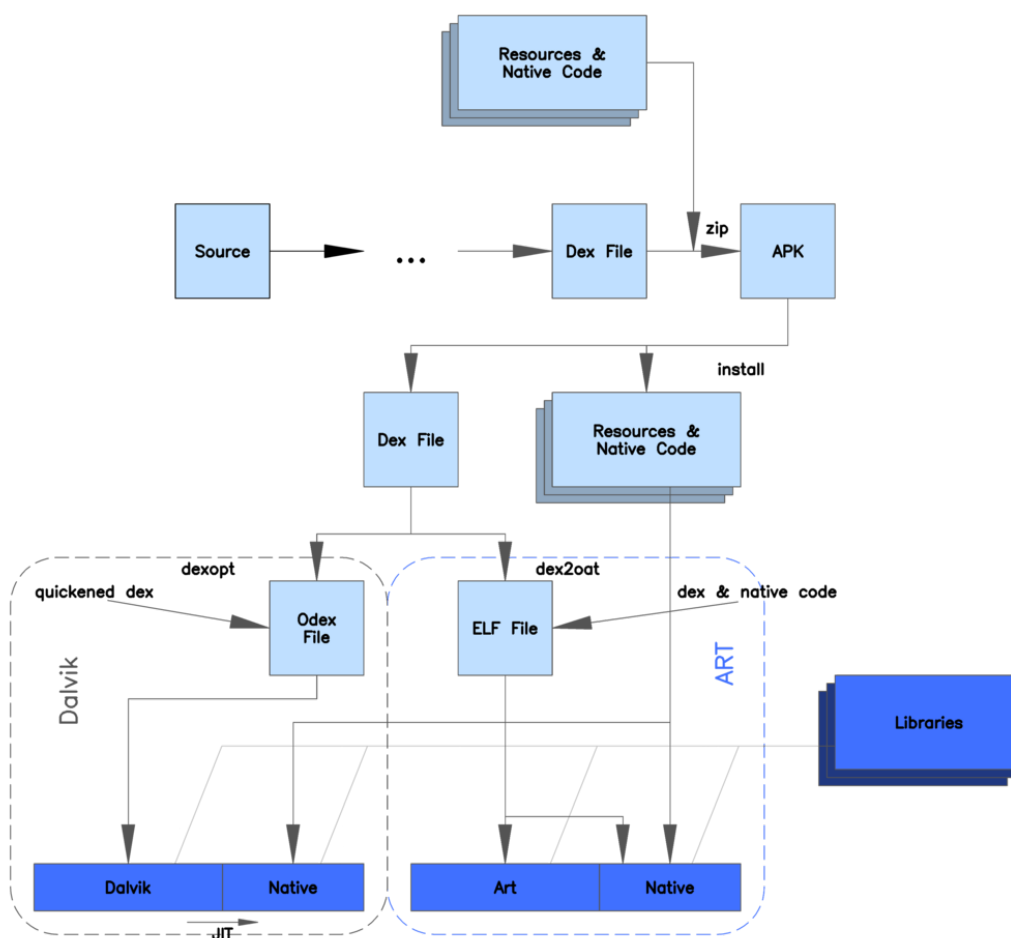 Resources &
Native Code
Source
...
Dex File
zip
APK
install
Dex File
Resources &
Native Code
dexopt
dex2oat
quickened dex
dex & native code
Odex
File
ELF File
Dalvik
ART
Libraries
Dalvik
Native
Art
Native
JIT